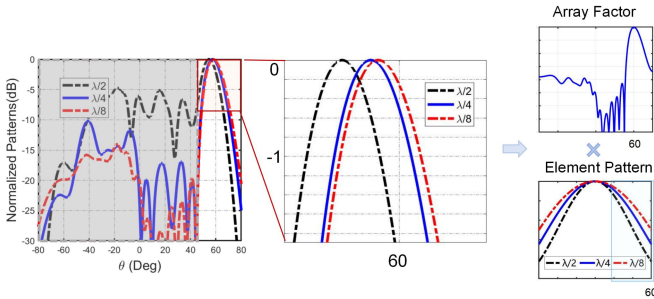 Normalized Patterns(dB)
0
-5
-10
-15
-20
-25
-30
-80
-60
-40
-20
0
20
40
60
80
θ (Deg)
λ/2
λ/4
λ/8
0
-1
60
λ/2
λ/4
λ/8
Array Factor
60
×
Element Pattern
λ/2 λ/4 λ/8
60